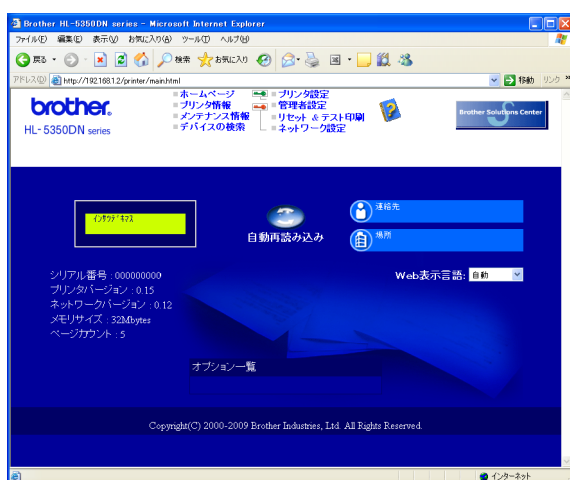 Brother HL-5350DN series - Microsoft Internet Explorer
ファイル(F) 編集(E) 表示(V) お気に入り(A) ツール(T) ヘルプ(H)
戻る 検索 お気に入り
アドレス(D) http://192.168.1.2/printer/main.html 移動 リンク »
brother.
HL-5350DN series
ホームページ
プリンタ情報
メンテナンス情報
デバイスの検索
プリンタ設定
管理者設定
リセット & テスト印刷
ネットワーク設定
Brother Solutions Center
インサツデキマス
自動再読み込み
連絡先
場所
シリアル番号 : 000000000
プリンタバージョン : 0.15
ネットワークバージョン : 0.12
メモリサイズ : 32Mbytes
ページカウント : 5
Web表示言語: 自動
オプション一覧
Copyright(C) 2000-2009 Brother Industries, Ltd. All Rights Reserved.
インターネット